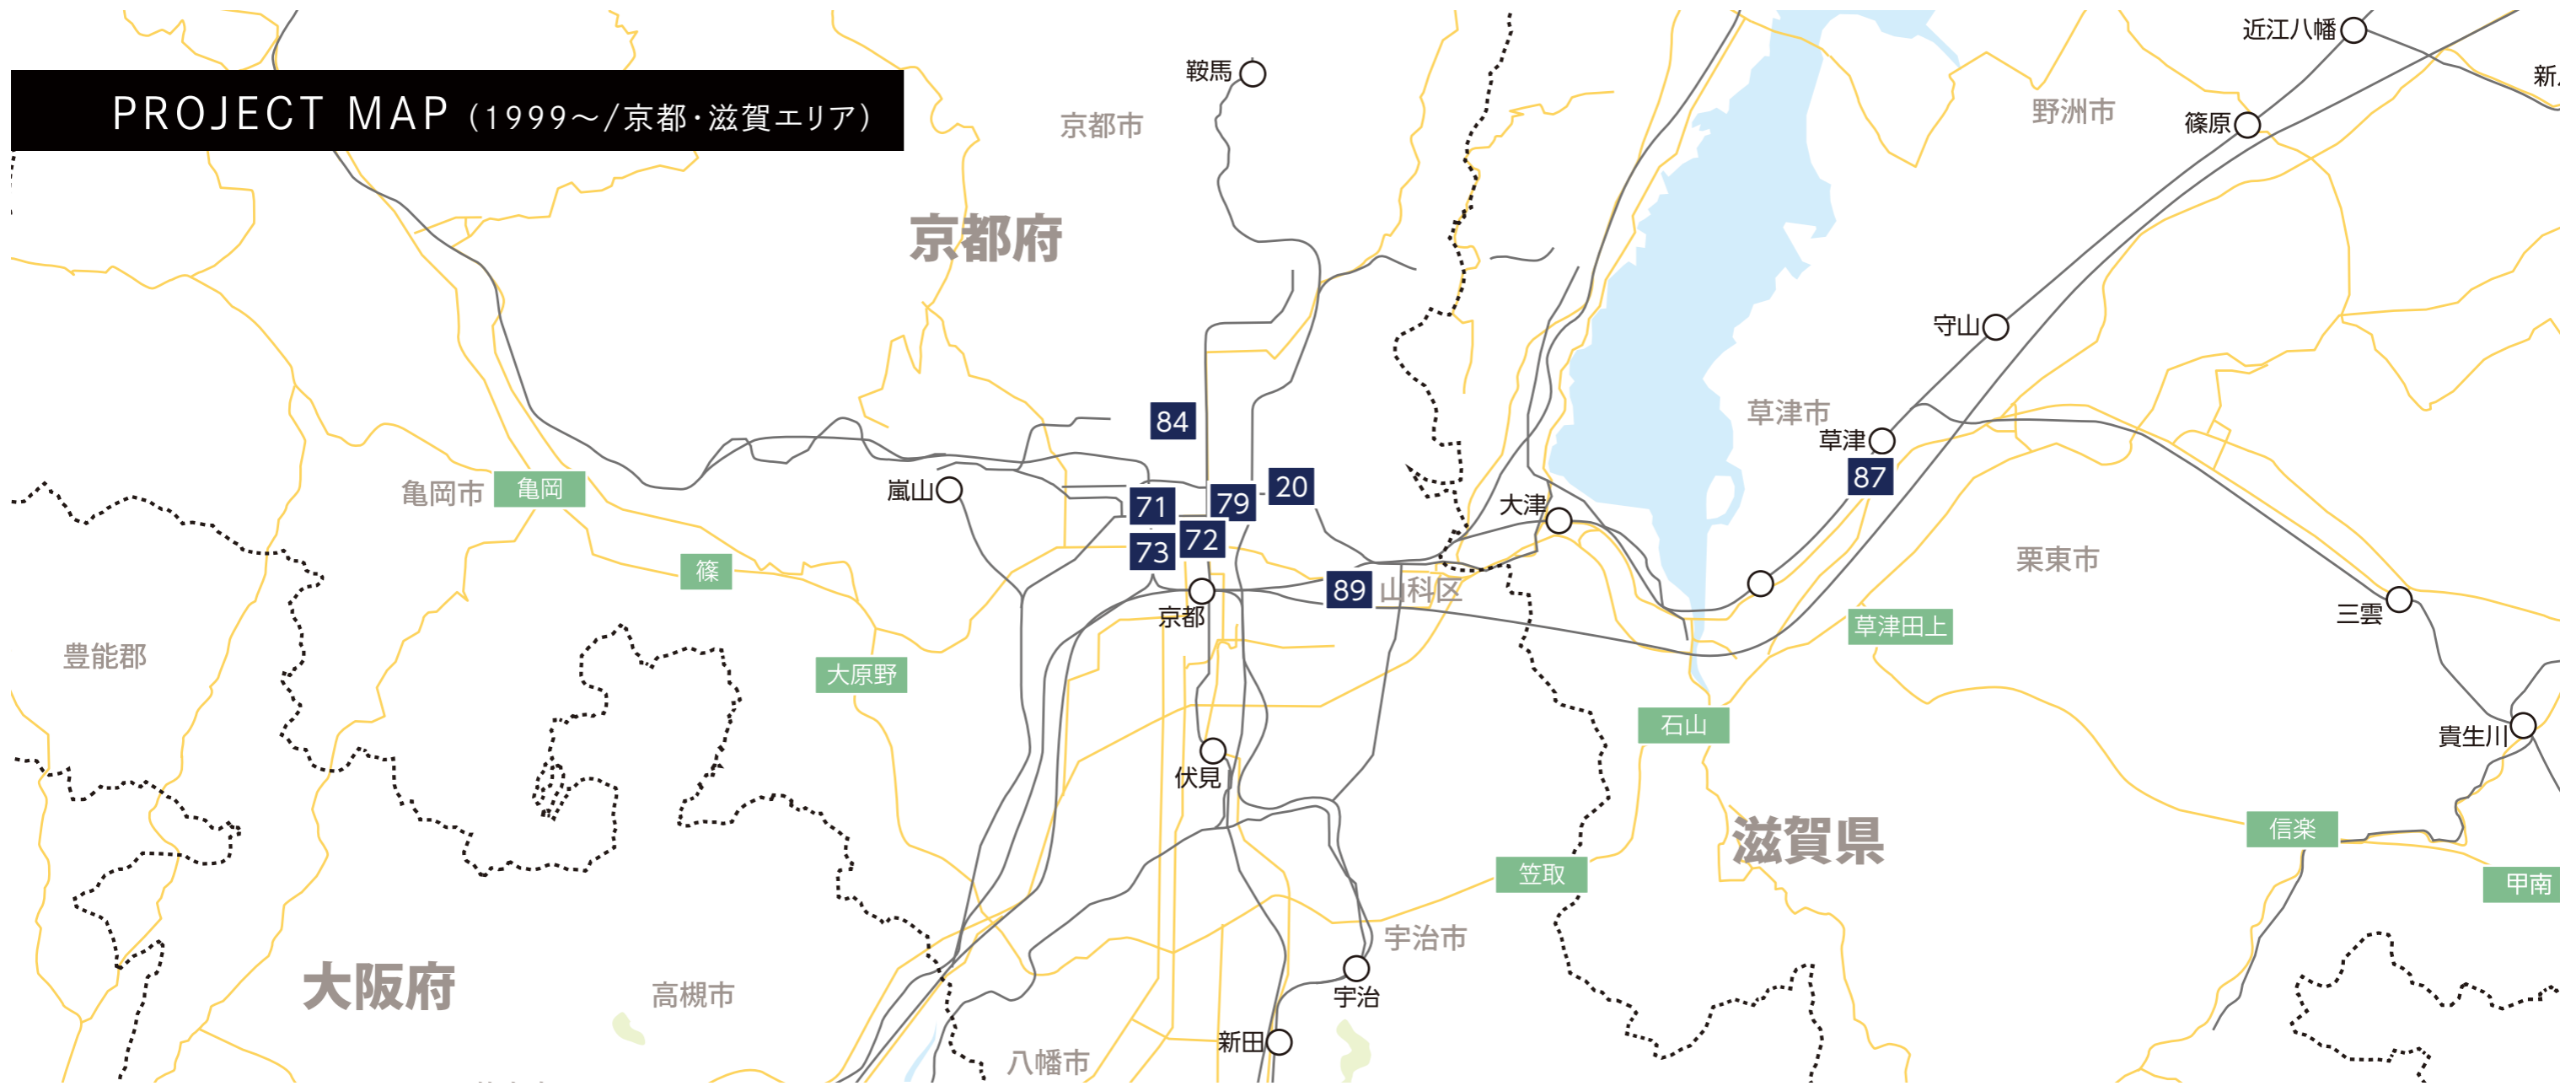 近江八幡
鞍馬
新
PROJECT MAP (1999〜/京都・滋賀エリア)
京都市
野洲市
篠原
京都府
守山
84
草津市
草津
87
亀岡市
亀岡
嵐山
71
79
20
大津
73
72
栗東市
篠
89
山科区
京都
三雲
草津田上
豊能郡
大原野
石山
貴生川
伏見
滋賀県
信楽
笠取
甲南
宇治市
大阪府
高槻市
宇治
新田
八幡市